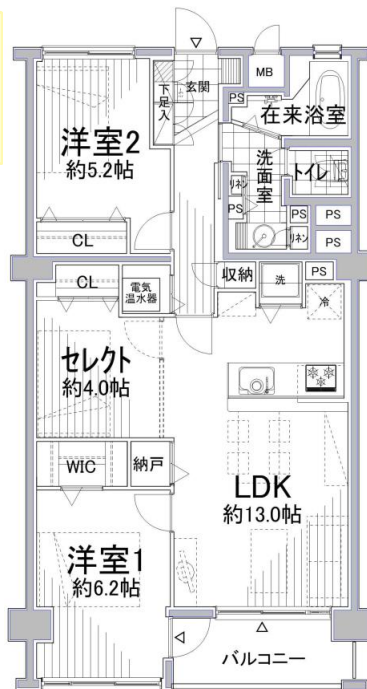 MB
下足入
玄関
PS
在来浴室
洋室2
約5.2帖
洗面室
トイレ
リネン
PS
PS
PS
リネン
PS
CL
CL
電気
温水器
収納
洗
PS
冷
セレクト
約4.0帖
WIC
納戸
LDK
約13.0帖
洋室1
約6.2帖
バルコニー